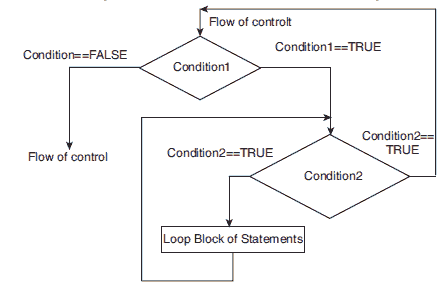 Flow of controlt
Condition==FALSE
Condition1==TRUE
Condition1
Condition2==
TRUE
Condition2==TRUE
Flow of control
Condition2
Loop Block of Statements